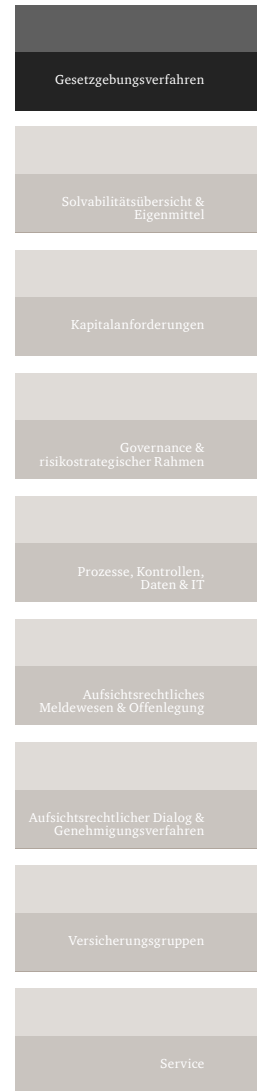 Gesetzgebungsverfahren
Solvabilitätsübersicht &
Eigenmittel
Kapitalanforderungen
Governance &
risikostrategischer Rahmen
Prozesse, Kontrollen,
Daten & IT
Aufsichtsrechtliches
Meldewesen & Offenlegung
Aufsichtsrechtlicher Dialog &
Genehmigungsverfahren
Versicherungsgruppen
Service